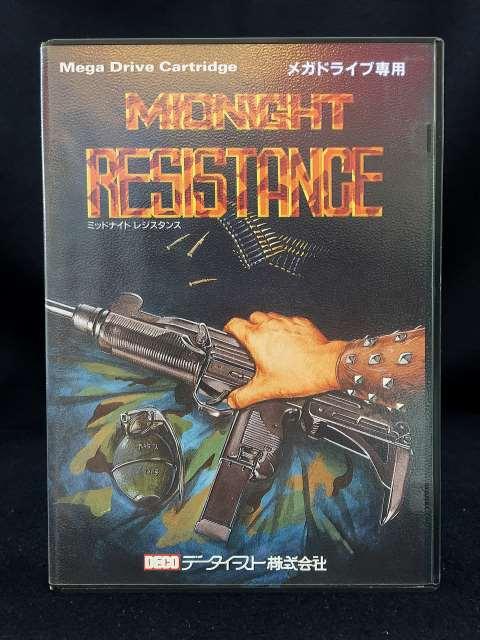 Mega Drive Cartridge
メガドライブ専用
MIDNIGHT
RESISTANCE
ミッドナイト レジスタンス
DECO データイースト株式会社